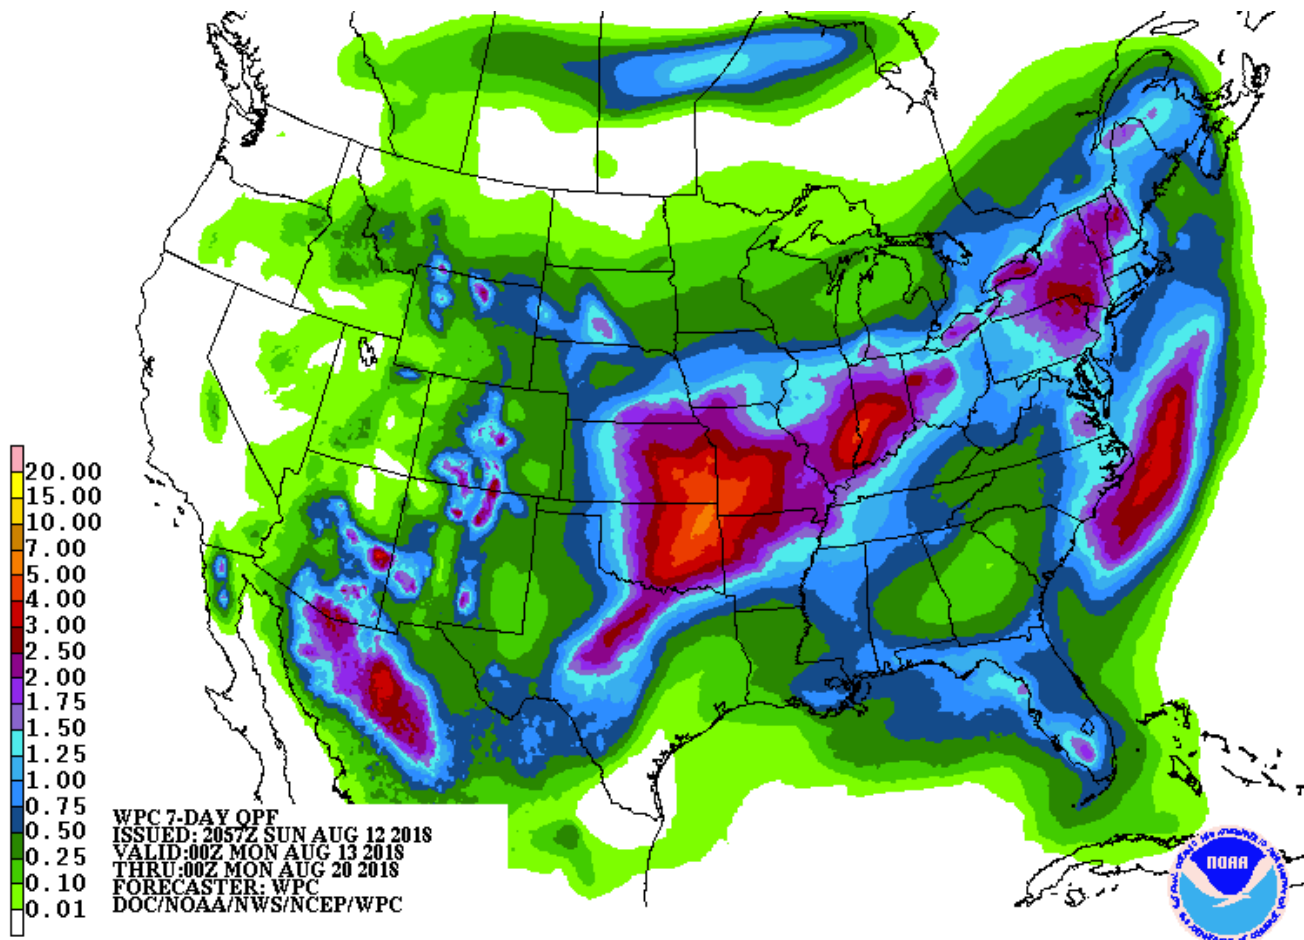 20.00
15.00
10.00
7.00
5.00
4.00
3.00
2.50
2.00
1.75
1.50
1.25
1.00
0.75
0.50
0.25
0.10
0.01
WPC 7-DAY QPF
ISSUED: 2057Z SUN AUG 12 2018
VALID:00Z MON AUG 13 2018
THRU:00Z MON AUG 20 2018
FORECASTER: WPC
DOC/NOAA/NWS/NCEP/WPC
NOAA